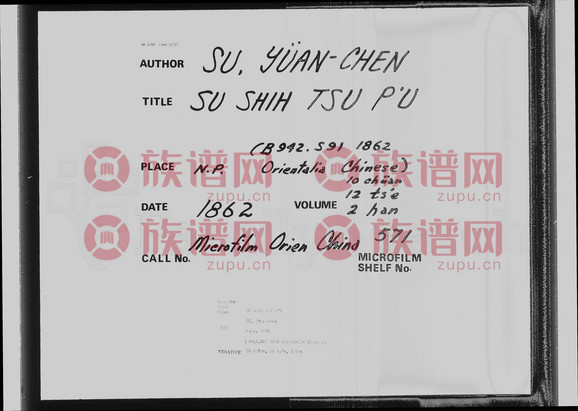 AUTHOR SU, YÜAN-CHEN
TITLE SU SHIH TSU P'U
(B942.S91 1862
PLACE N.P. Orientalia Chinese)
10 chüan
12 ts'e
DATE 1862 VOLUME 2 han
Microfilm Orien China 571
CALL No. MICROFILM
SHELF No.
族谱网 族谱网
zupu.cn zupu.cn
族谱网 族谱网
zupu.cn zupu.cn
NEGATIVE